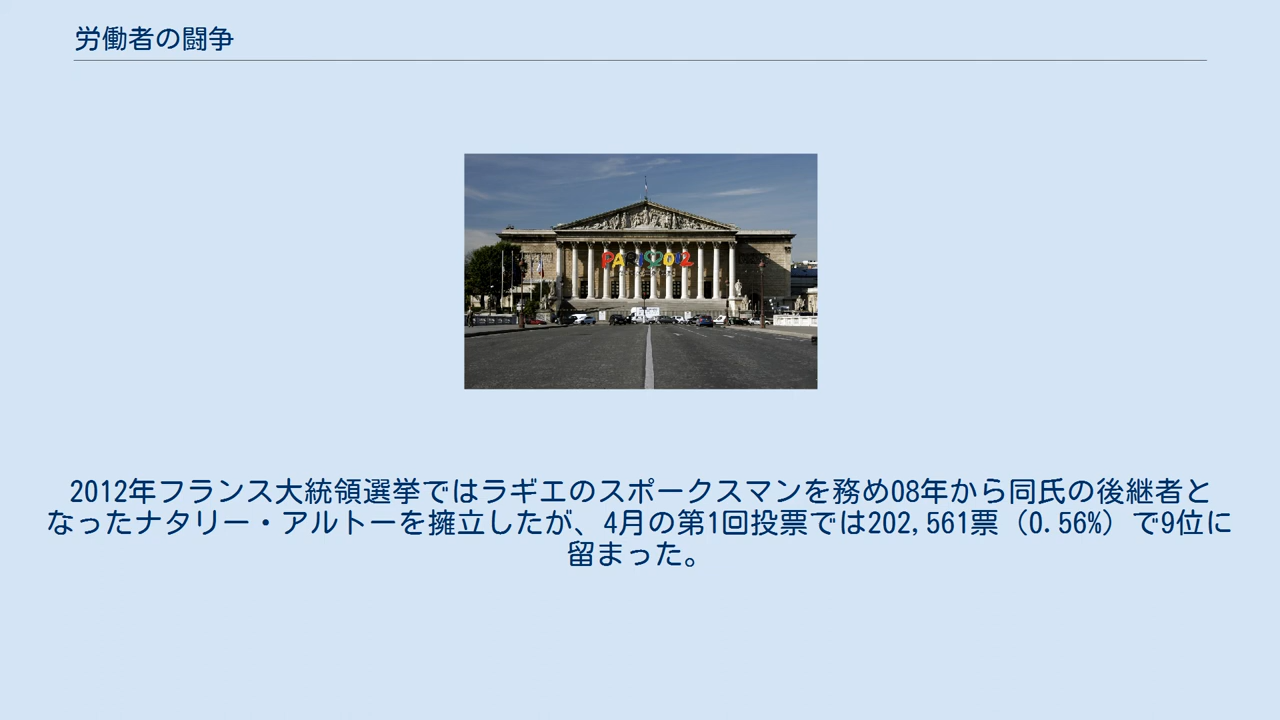 労働者の闘争
PARIS2012
2012年フランス大統領選挙ではラギエのスポークスマンを務め08年から同氏の後継者と
なったナタリー・アルトーを擁立したが、4月の第1回投票では202,561票（0.56%）で9位に
留まった。